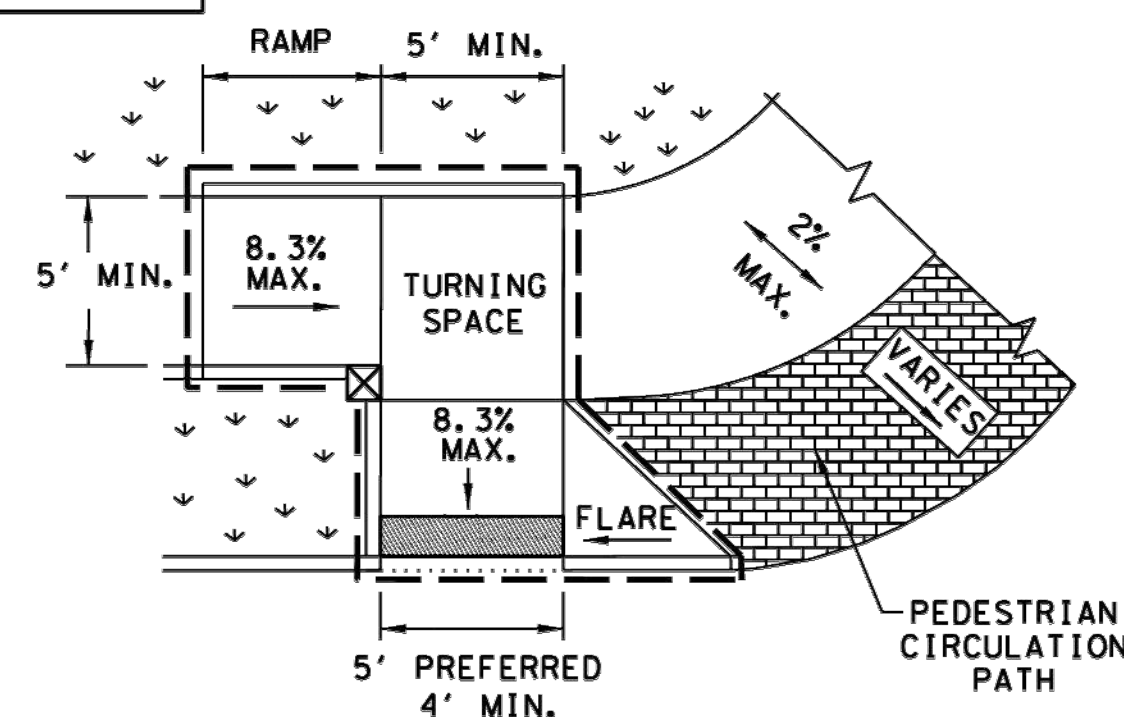 RAMP
5' MIN.
5' MIN.
8.3%
MAX.
TURNING
SPACE
2%
MAX.
VARIES
8.3%
MAX.
FLARE
5' PREFERRED
4' MIN.
PEDESTRIAN
CIRCULATION
PATH